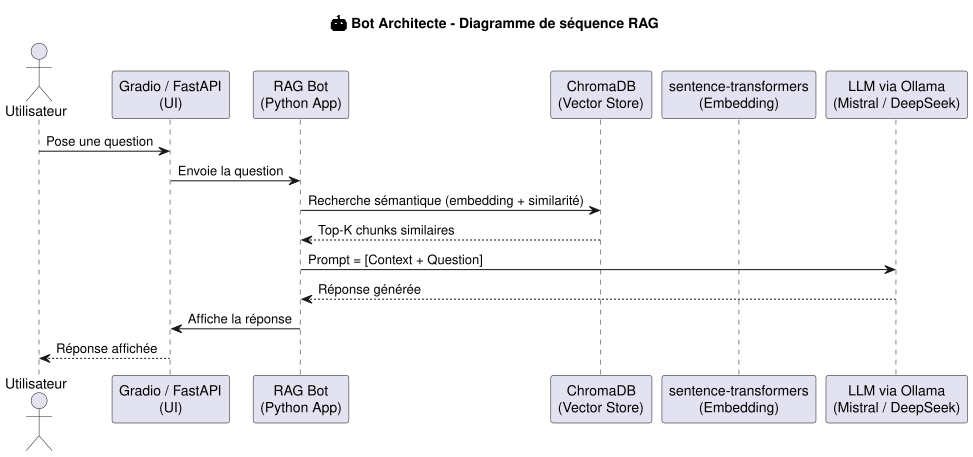 Bot Architecte - Diagramme de séquence RAG
Utilisateur
Gradio / FastAPI
(UI)
RAG Bot
(Python App)
ChromaDB
(Vector Store)
sentence-transformers
(Embedding)
LLM via Ollama
(Mistral / DeepSeek)
Pose une question
Envoie la question
Recherche sémantique (embedding + similarité)
Top-K chunks similaires
Prompt = [Context + Question]
Réponse générée
Affiche la réponse
Réponse affichée
Utilisateur
Gradio / FastAPI
(UI)
RAG Bot
(Python App)
ChromaDB
(Vector Store)
sentence-transformers
(Embedding)
LLM via Ollama
(Mistral / DeepSeek)